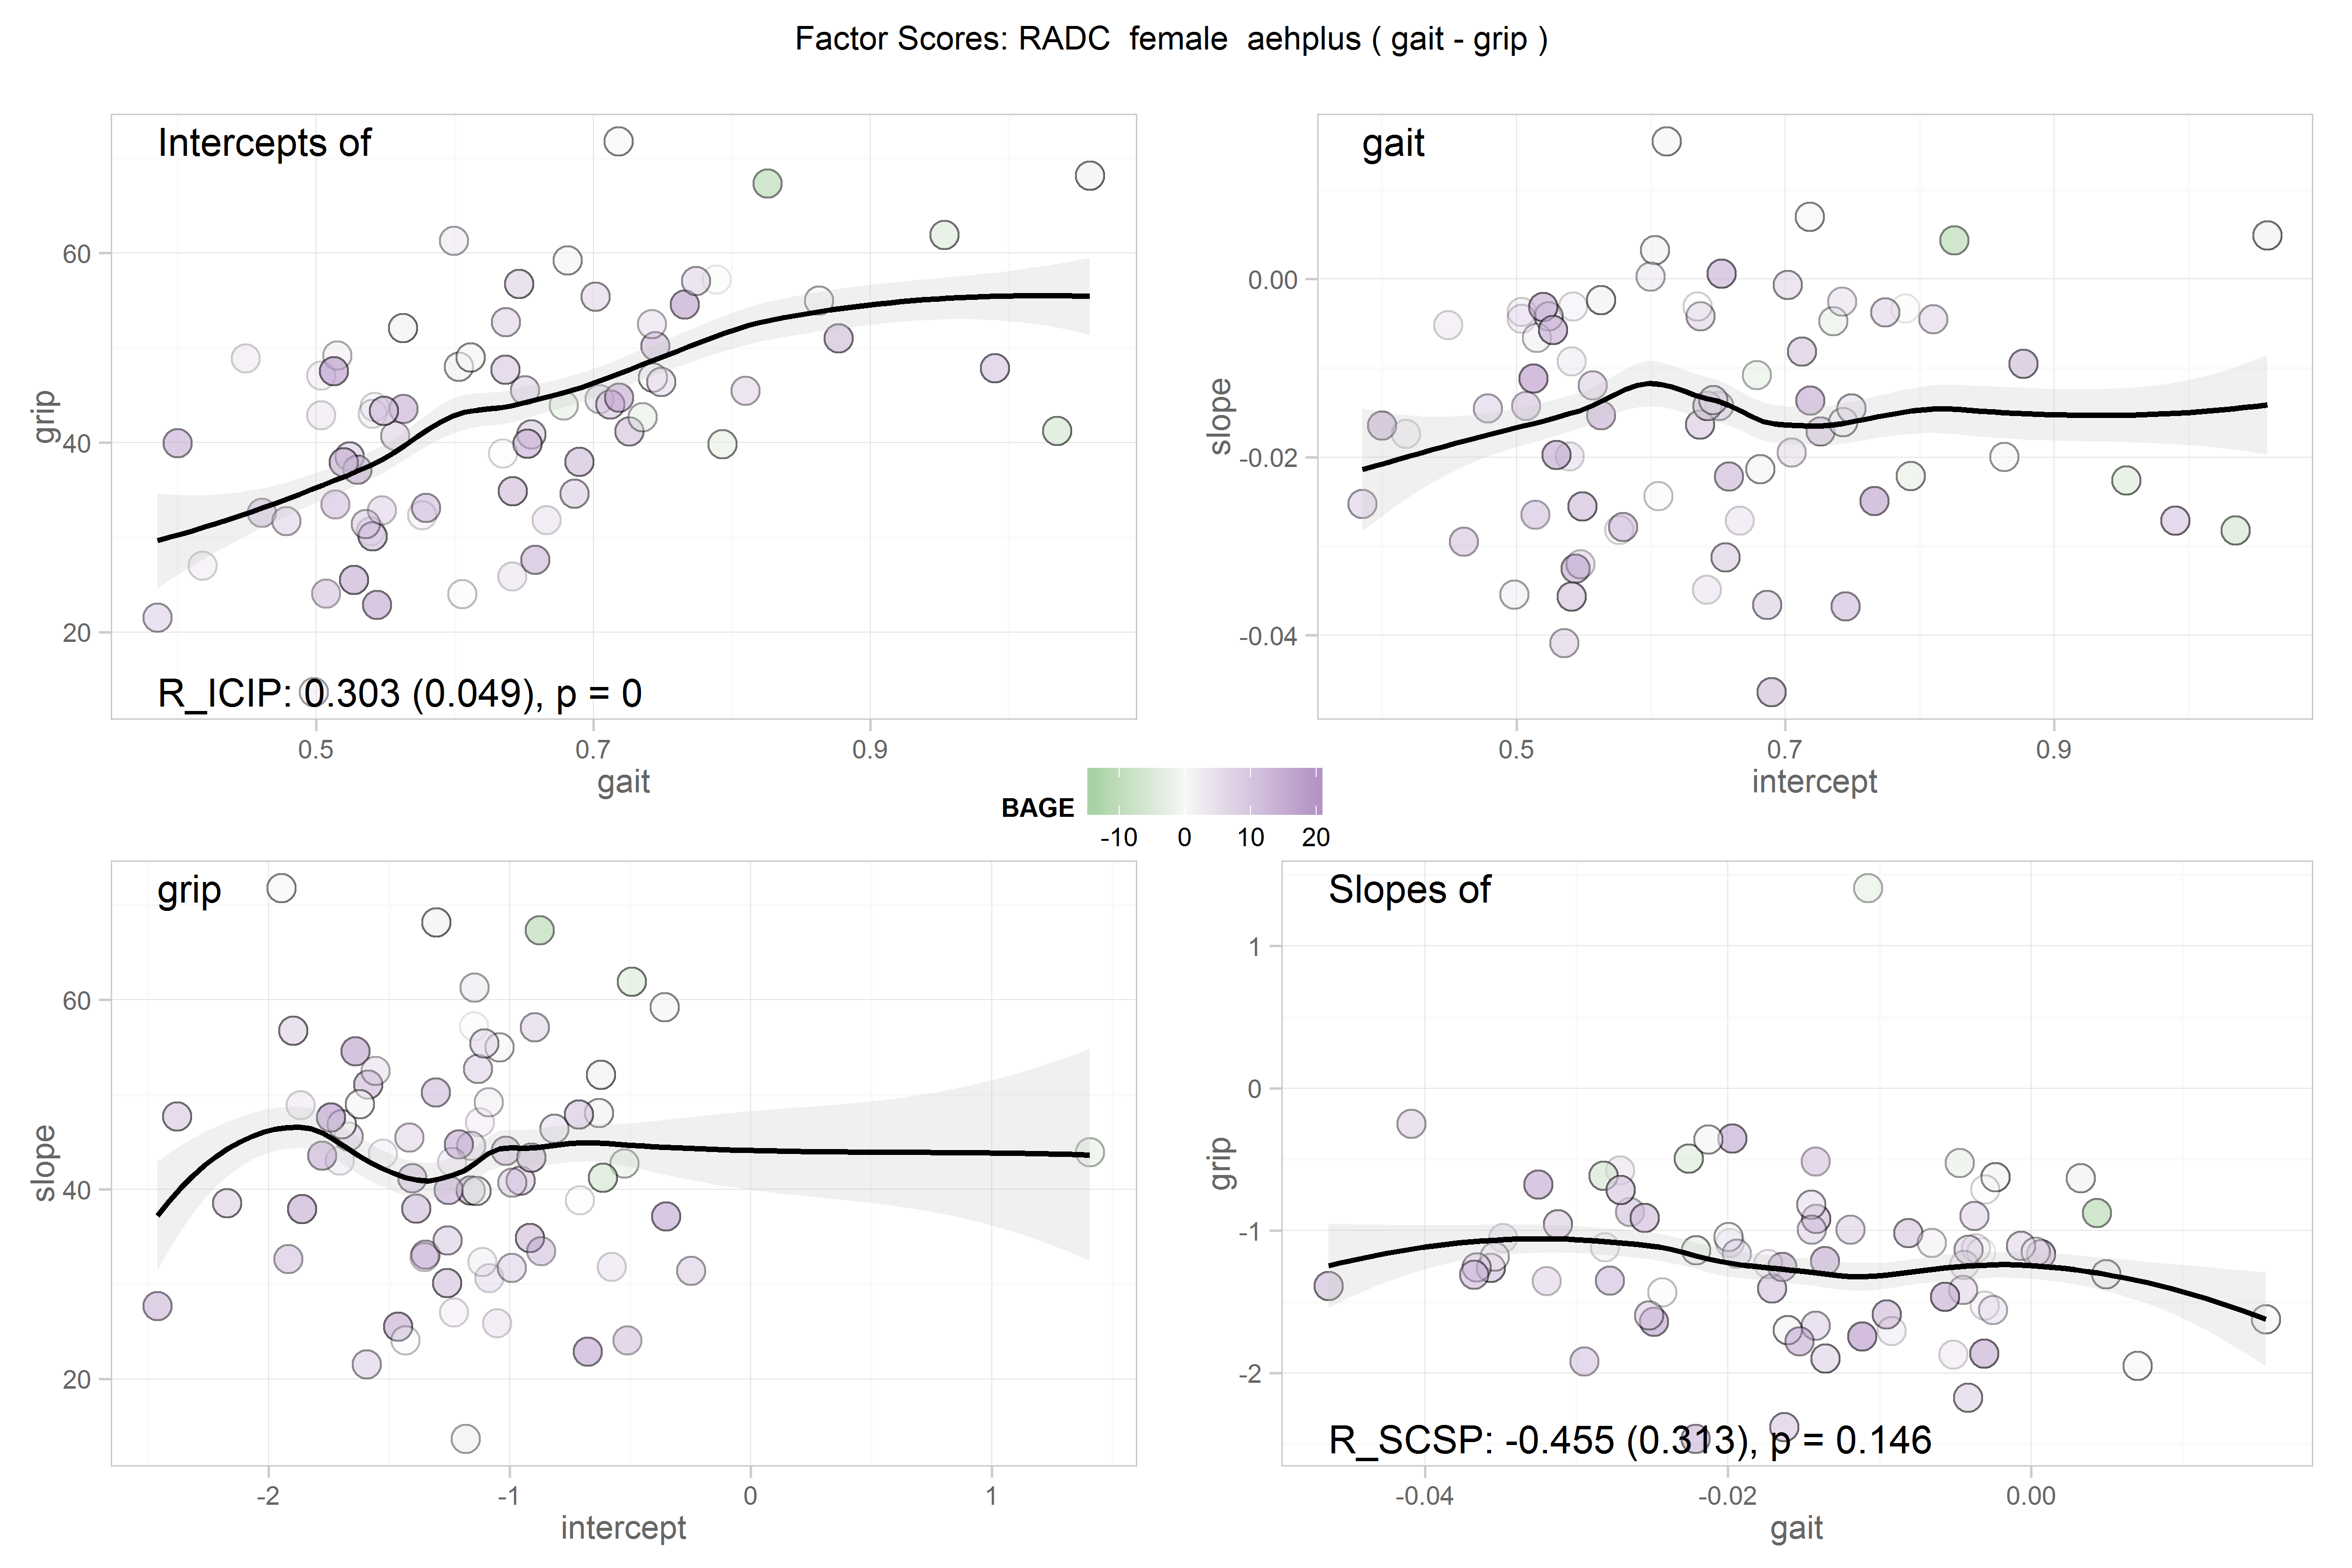 Factor Scores: RADC female aehplus ( gait - grip )
Intercepts of
grip
60
40
20
R_ICIP: 0.303 (0.049), p = 0
0.5 0.7 0.9
gait
gait
slope
0.00
-0.02
-0.04
0.5 0.7 0.9
intercept
BAGE
-10 0 10 20
grip
slope
60
40
20
-2 -1 0 1
intercept
Slopes of
grip
1
0
-1
-2
R_SCSP: -0.455 (0.313), p = 0.146
-0.04 -0.02 0.00
gait